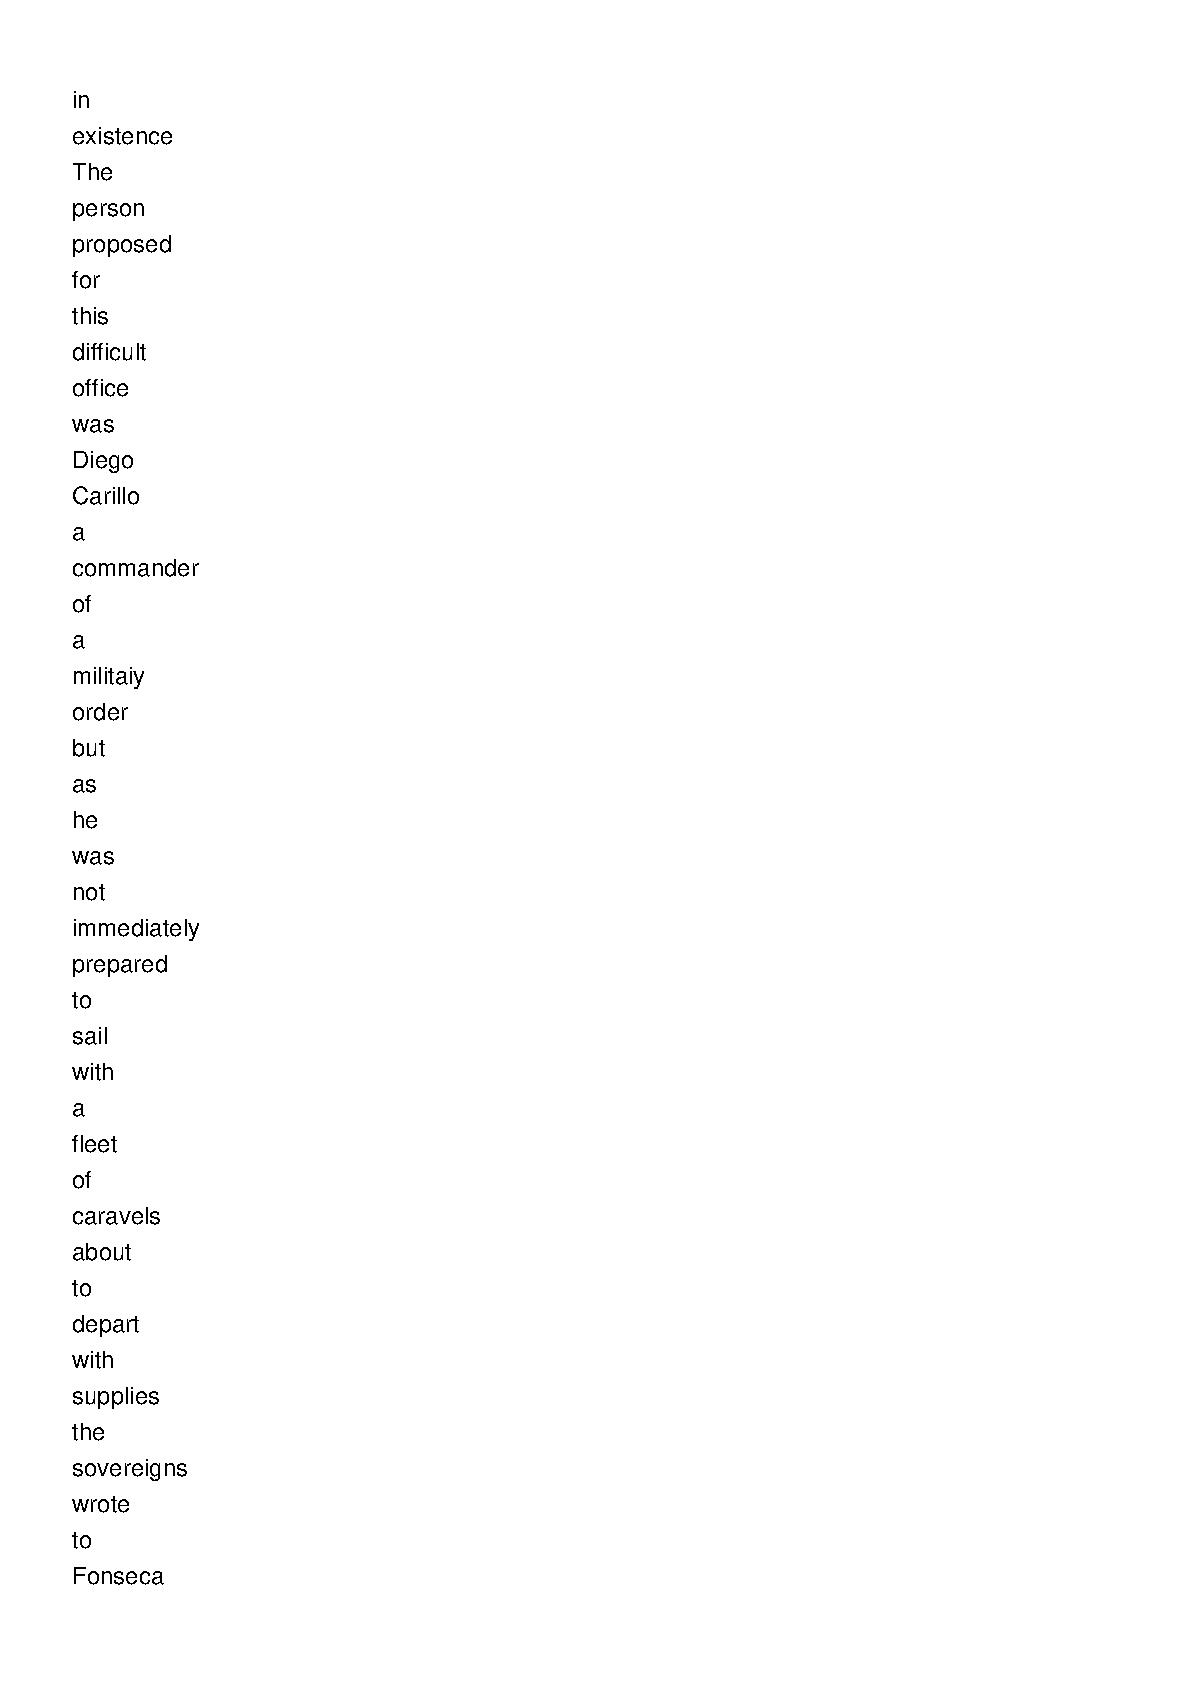 in
existence
The
person
proposed
for
this
difficult
office
was
Diego
Carillo
a
commander
of
a
militaiy
order
but
as
he
was
not
immediately
prepared
to
sail
with
a
fleet
of
caravels
about
to
depart
with
supplies
the
sovereigns
wrote
to
Fonseca